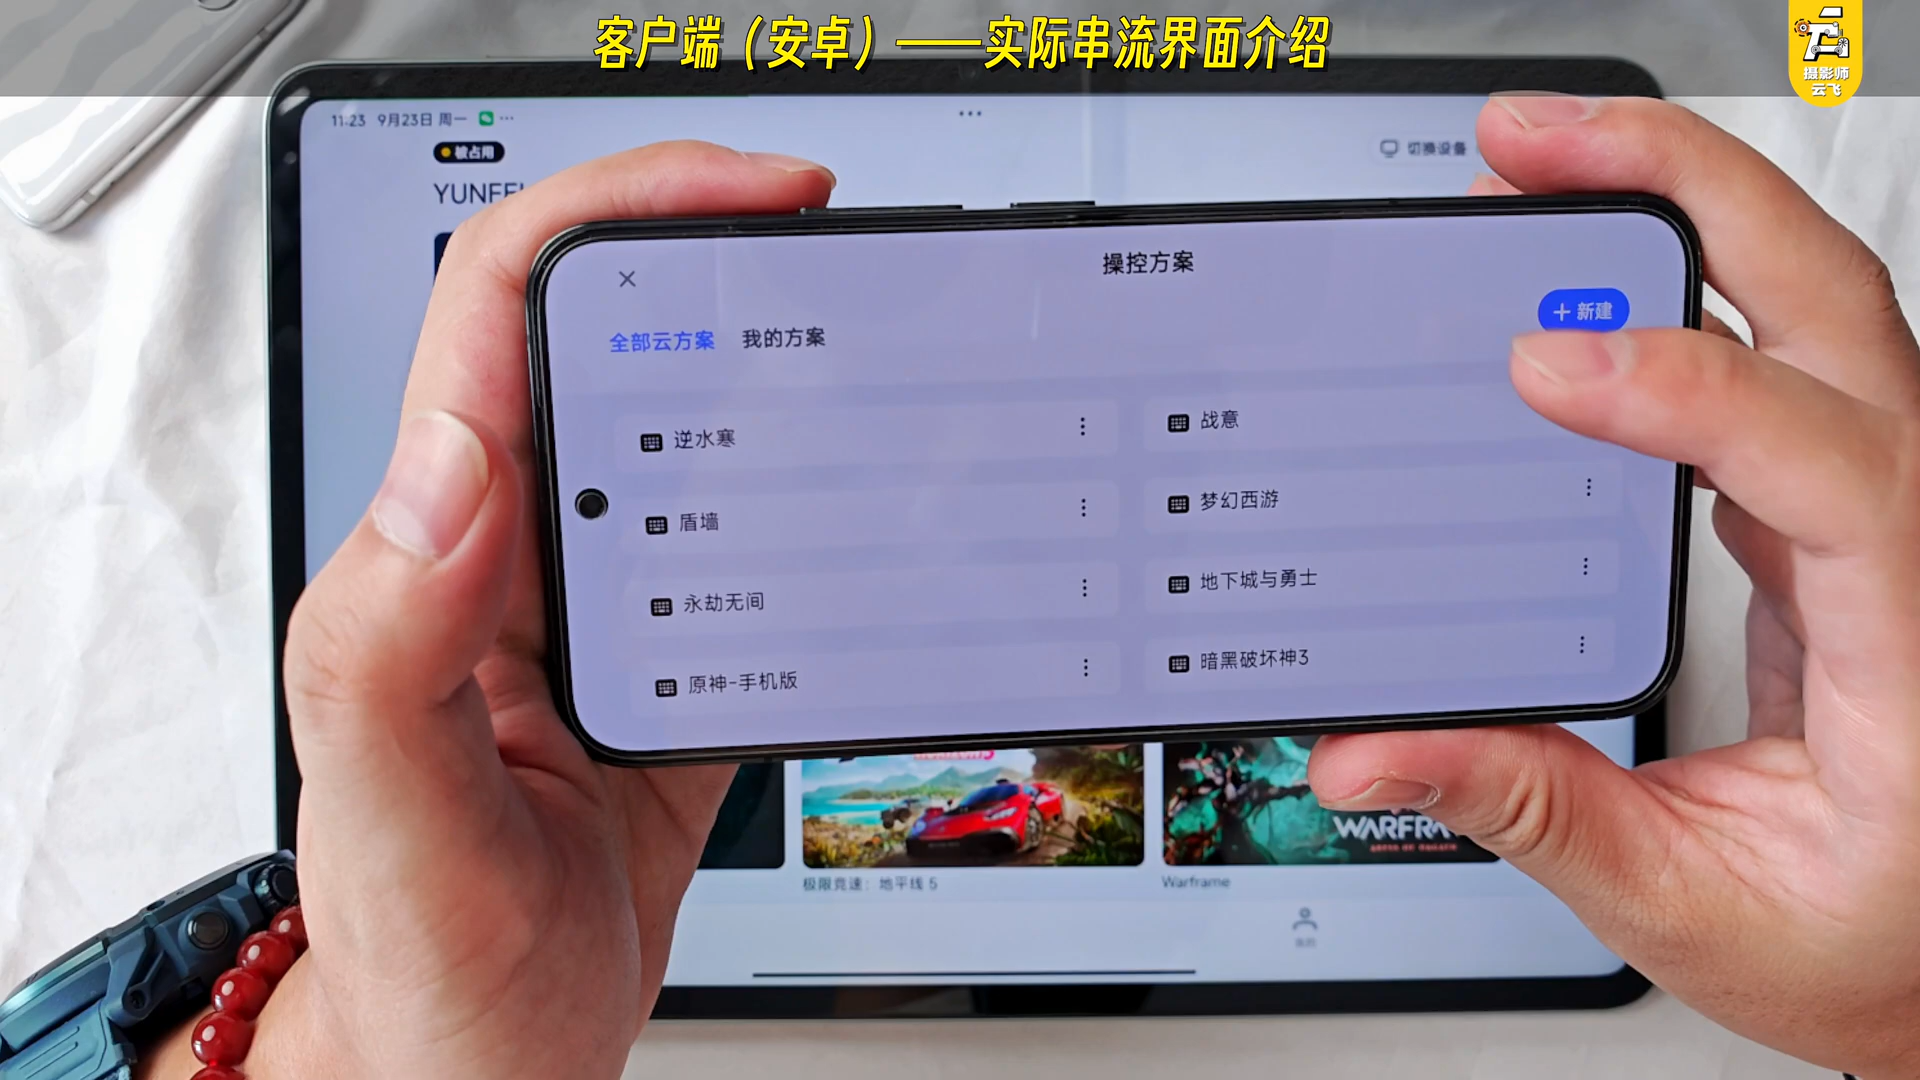 客户端（安卓）——实际串流界面介绍
摄影师
云飞
11:23 9月23日 周一
被占用
切换设备
操控方案
+ 新建
全部云方案 我的方案
逆水寒
战意
盾墙
梦幻西游
永劫无间
地下城与勇士
原神-手机版
暗黑破坏神3
极限竞速：地平线 5
Warframe